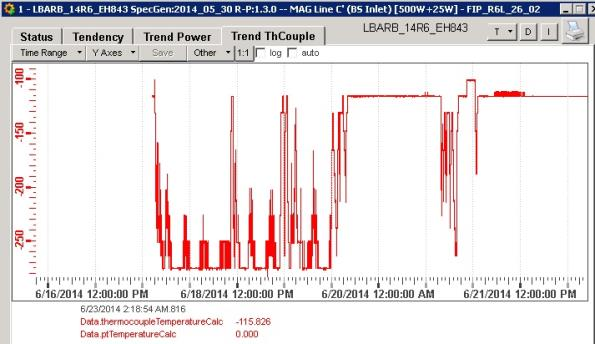 1 - LBARB_14R6_EH843 SpecGen:2014_05_30 R-P:1.3.0 -- MAG Line C' (BS Inlet) [500W+25W] - FIP_R6L_26_02
LBARB_14R6_EH843
Status Tendency Trend Power Trend ThCouple T D I
Time Range Y Axes Save Other 1:1 log auto
-100
-150
-200
-250
6/16/2014 12:00:00 PM 6/18/2014 12:00:00 PM 6/20/2014 12:00:00 AM 6/21/2014 12:00:00 PM
6/23/2014 2:18:54 AM.816
Data.thermocoupleTemperatureCalc -115.826
Data.ptTemperatureCalc 0.000